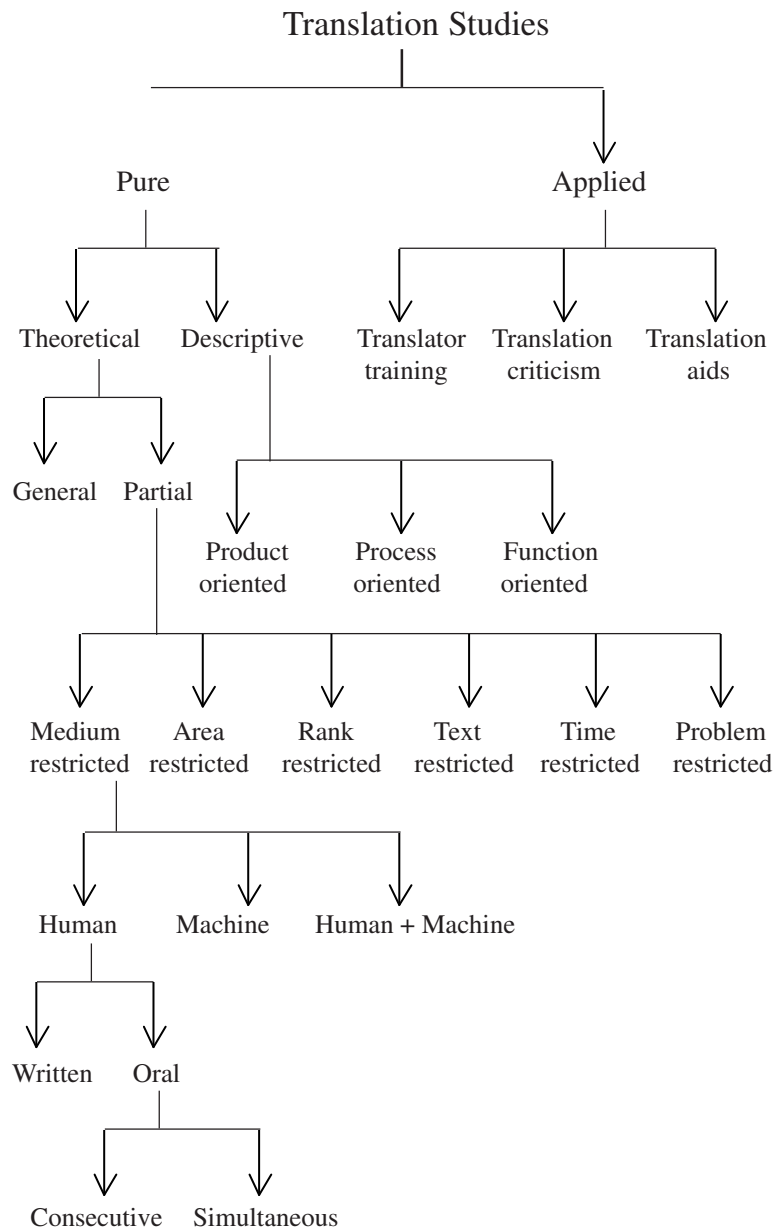 Translation Studies
Pure Applied
Theoretical Descriptive Translator training Translation criticism Translation aids
General Partial
Product oriented Process oriented Function oriented
Medium restricted Area restricted Rank restricted Text restricted Time restricted Problem restricted
Human Machine Human + Machine
Written Oral
Consecutive Simultaneous